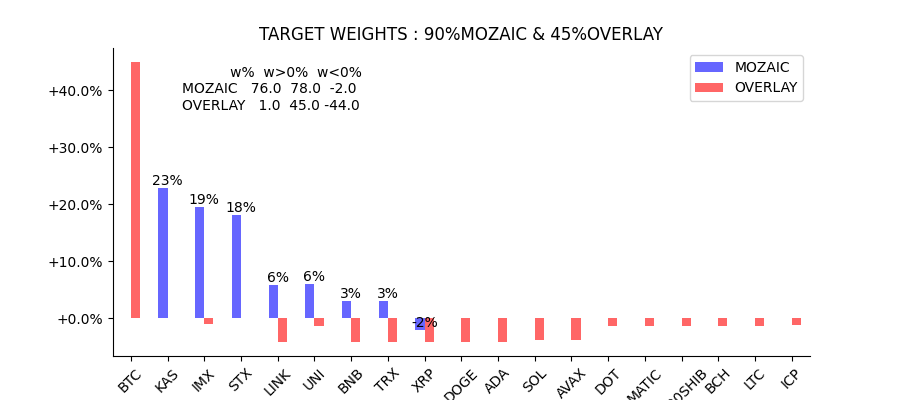 TARGET WEIGHTS : 90%MOZAIC & 45%OVERLAY
w% w>0% w<0%
MOZAIC 76.0 78.0 -2.0
OVERLAY 1.0 45.0 -44.0
MOZAIC
OVERLAY
+40.0%
+30.0%
+20.0%
+10.0%
+0.0%
23%
19%
18%
6%
6%
3%
3%
-2%
BTC
KAS
IMX
STX
LINK
UNI
BNB
TRX
XRP
DOGE
ADA
SOL
AVAX
DOT
MATIC
BCH
LTC
ICP